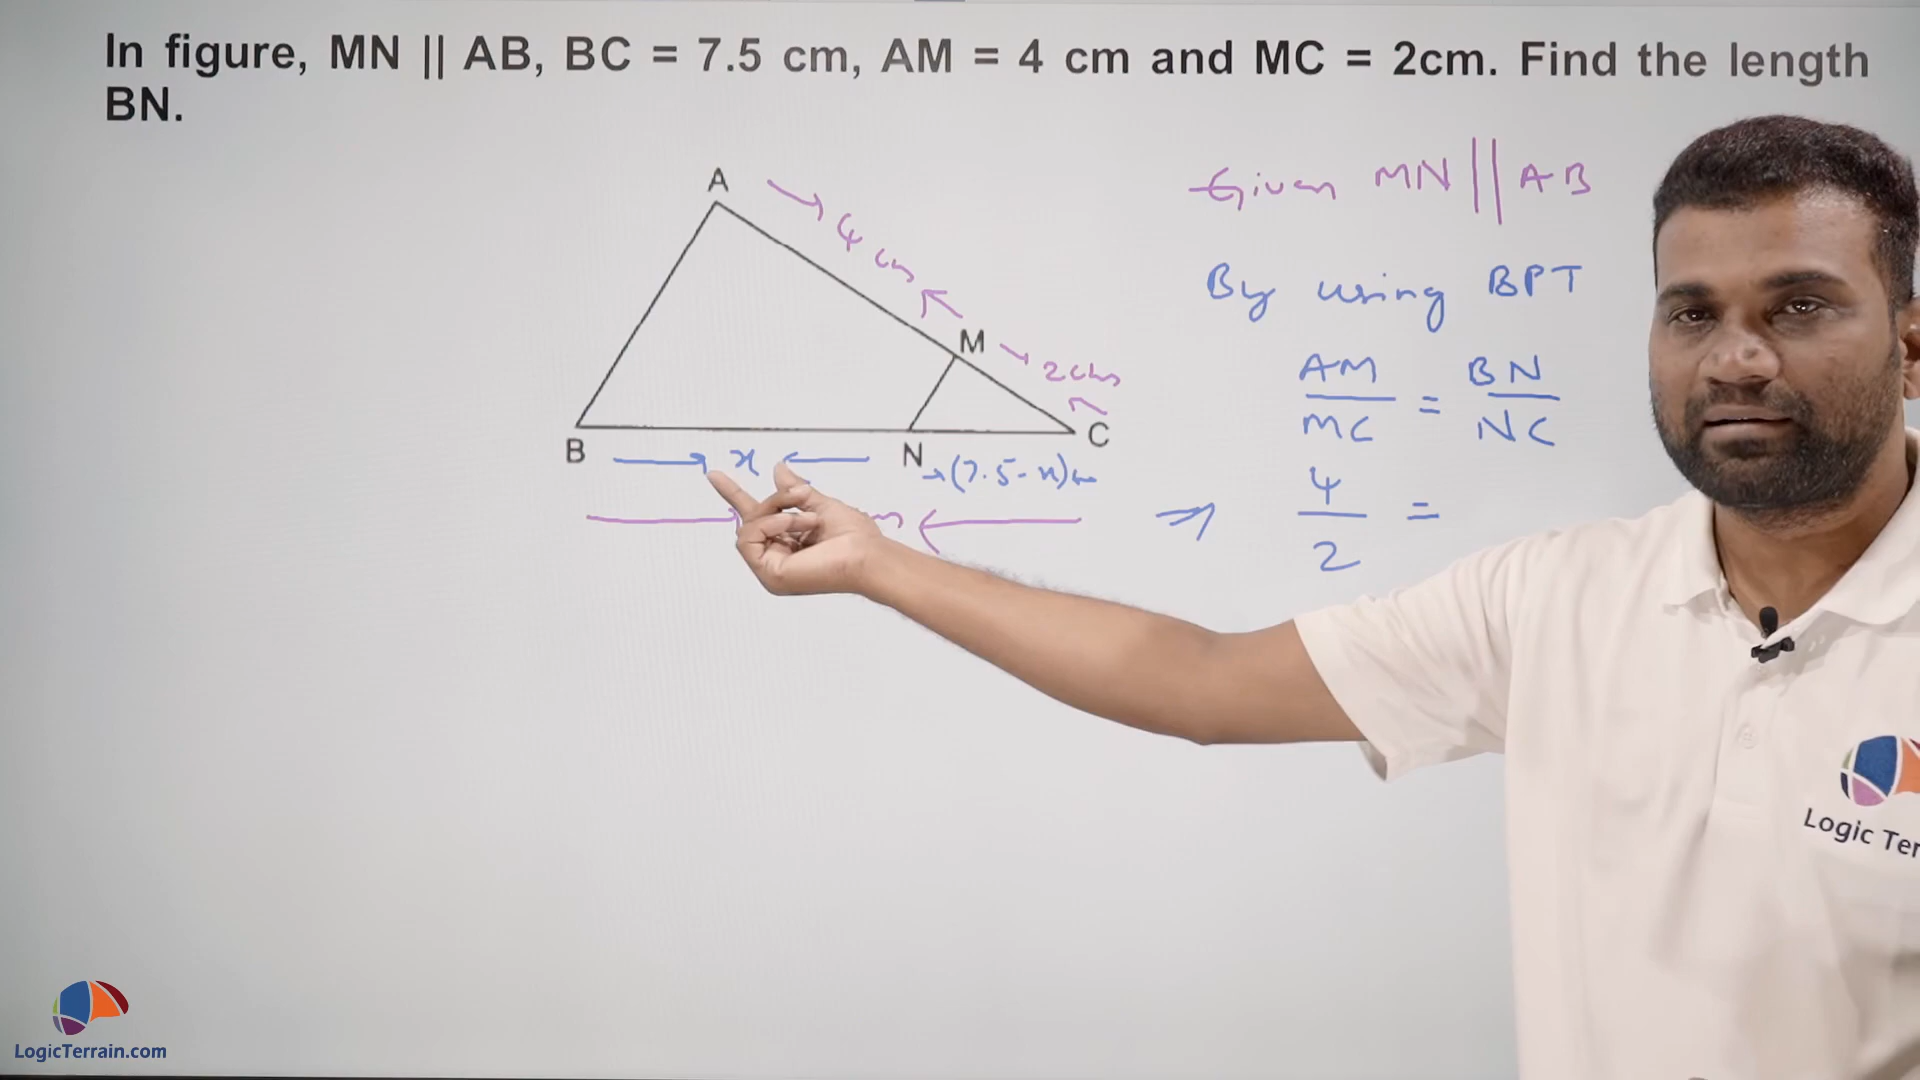 In figure, MN || AB, BC = 7.5 cm, AM = 4 cm and MC = 2cm. Find the length
BN.
A
4 cm
M
2cm
B
x
N
(7.5-x)cm
C
Given MN || AB
By using BPT
AM/MC = BN/NC
⇒ 4/2 =
Logic Ter
LogicTerrain.com